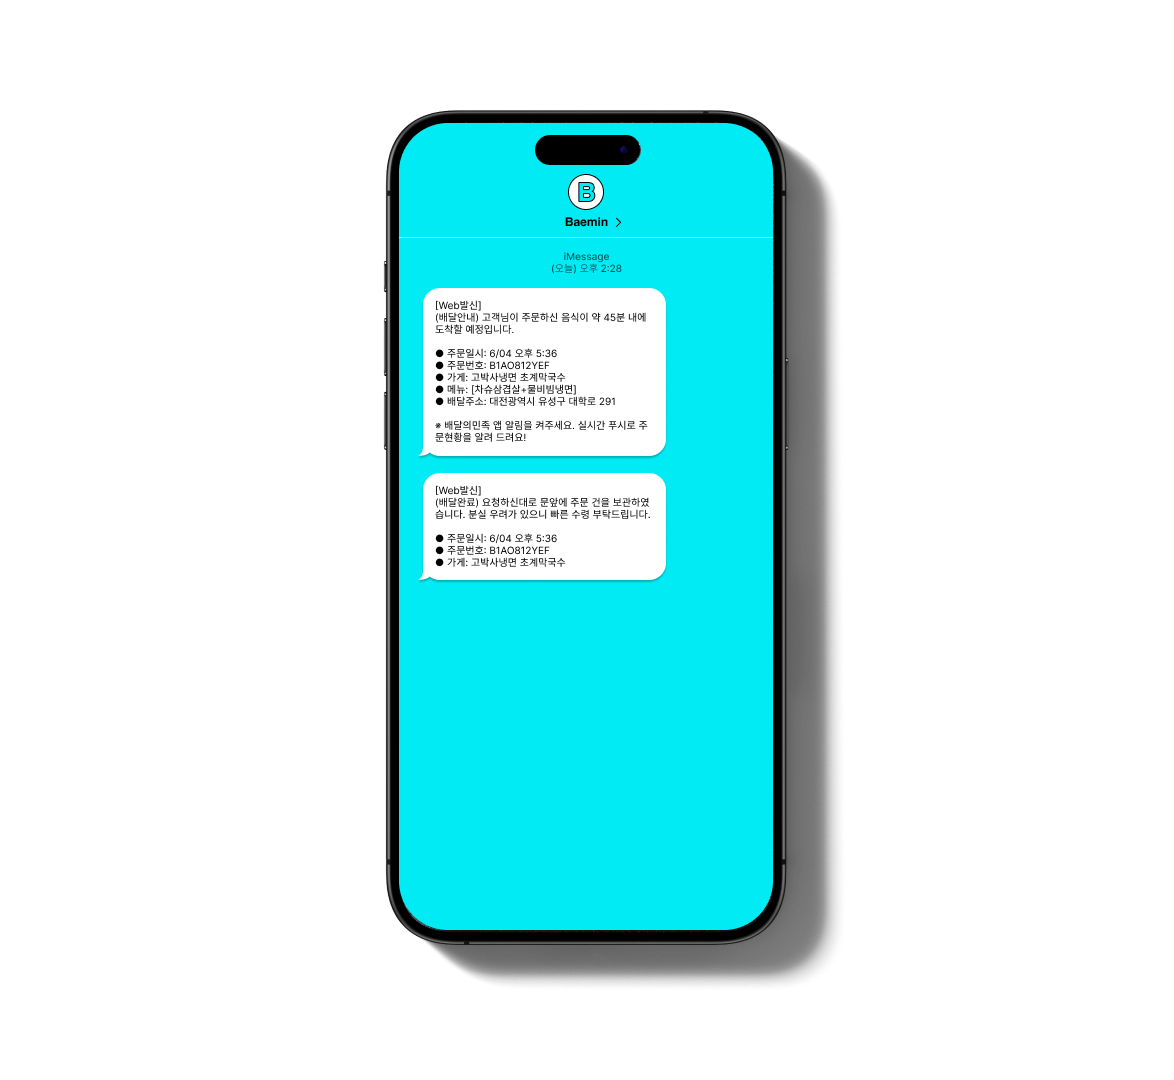 B
Baemin
iMessage
(오늘) 오후 2:28
[Web발신]
(배달안내) 고객님이 주문하신 음식이 약 45분 내에
도착할 예정입니다.
● 주문일시: 6/04 오후 5:36
● 주문번호: B1AO812YEF
● 가게: 고박사냉면 초계막국수
● 메뉴: [차슈삼겹살+물비빔냉면]
● 배달주소: 대전광역시 유성구 대학로 291
※ 배달의민족 앱 알림을 켜주세요. 실시간 푸시로 주
문현황을 알려 드려요!
[Web발신]
(배달완료) 요청하신대로 문앞에 주문 건을 보관하였
습니다. 분실 우려가 있으니 빠른 수령 부탁드립니다.
● 주문일시: 6/04 오후 5:36
● 주문번호: B1AO812YEF
● 가게: 고박사냉면 초계막국수